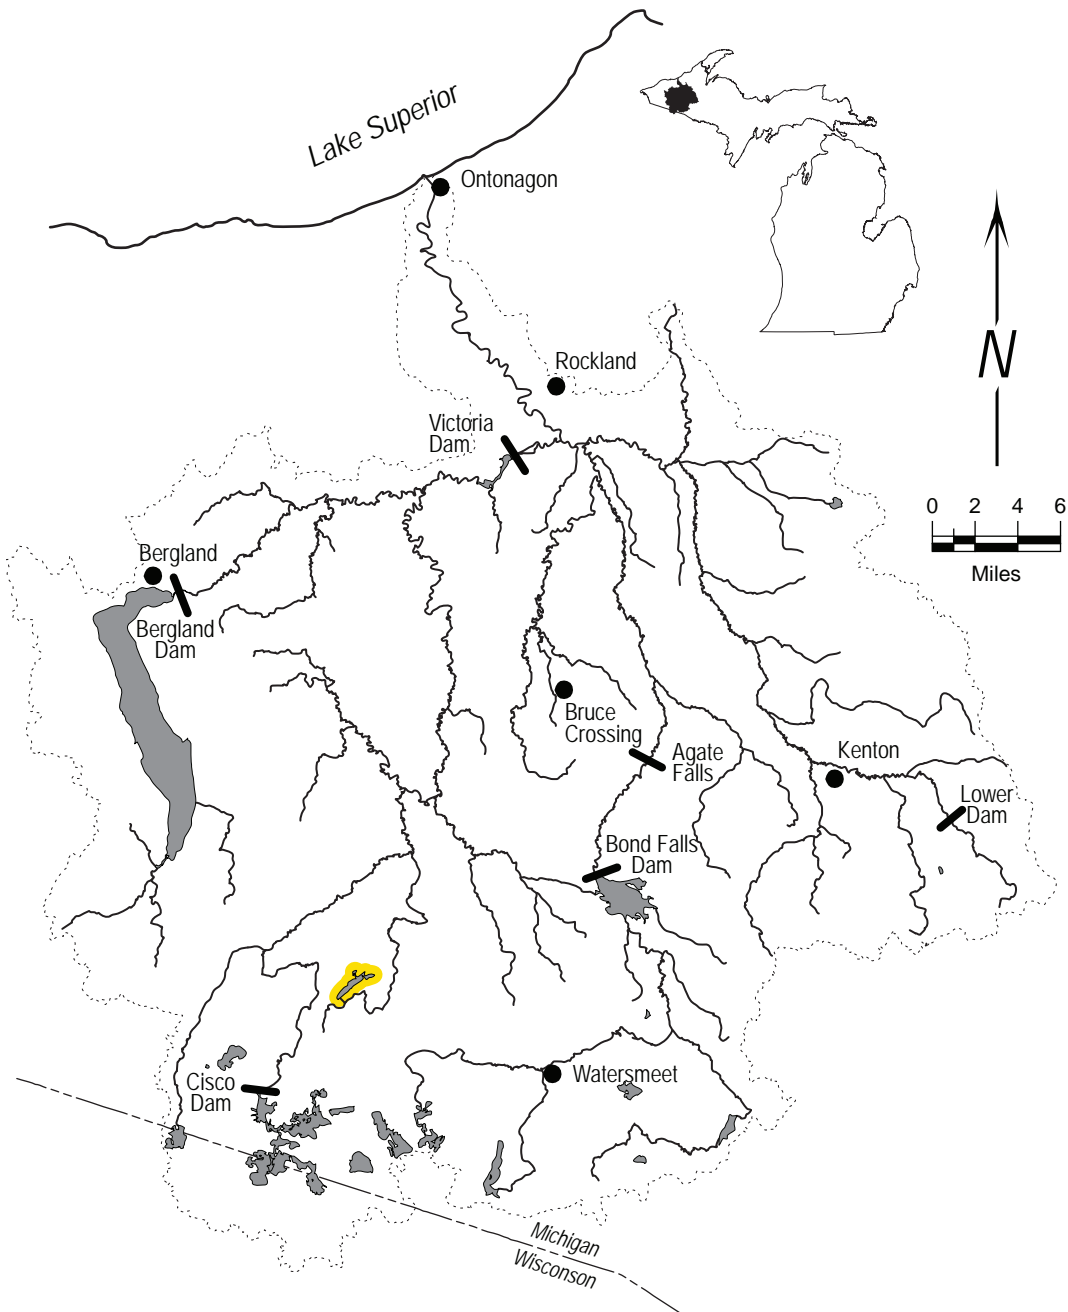 Lake Superior
Ontonagon
Rockland
Victoria
Dam
N
0 2 4 6
Miles
Bergland
Bergland
Dam
Bruce
Crossing
Agate
Falls
Kenton
Lower
Dam
Bond Falls
Dam
Cisco
Dam
Watersmeet
Michigan
Wisconson